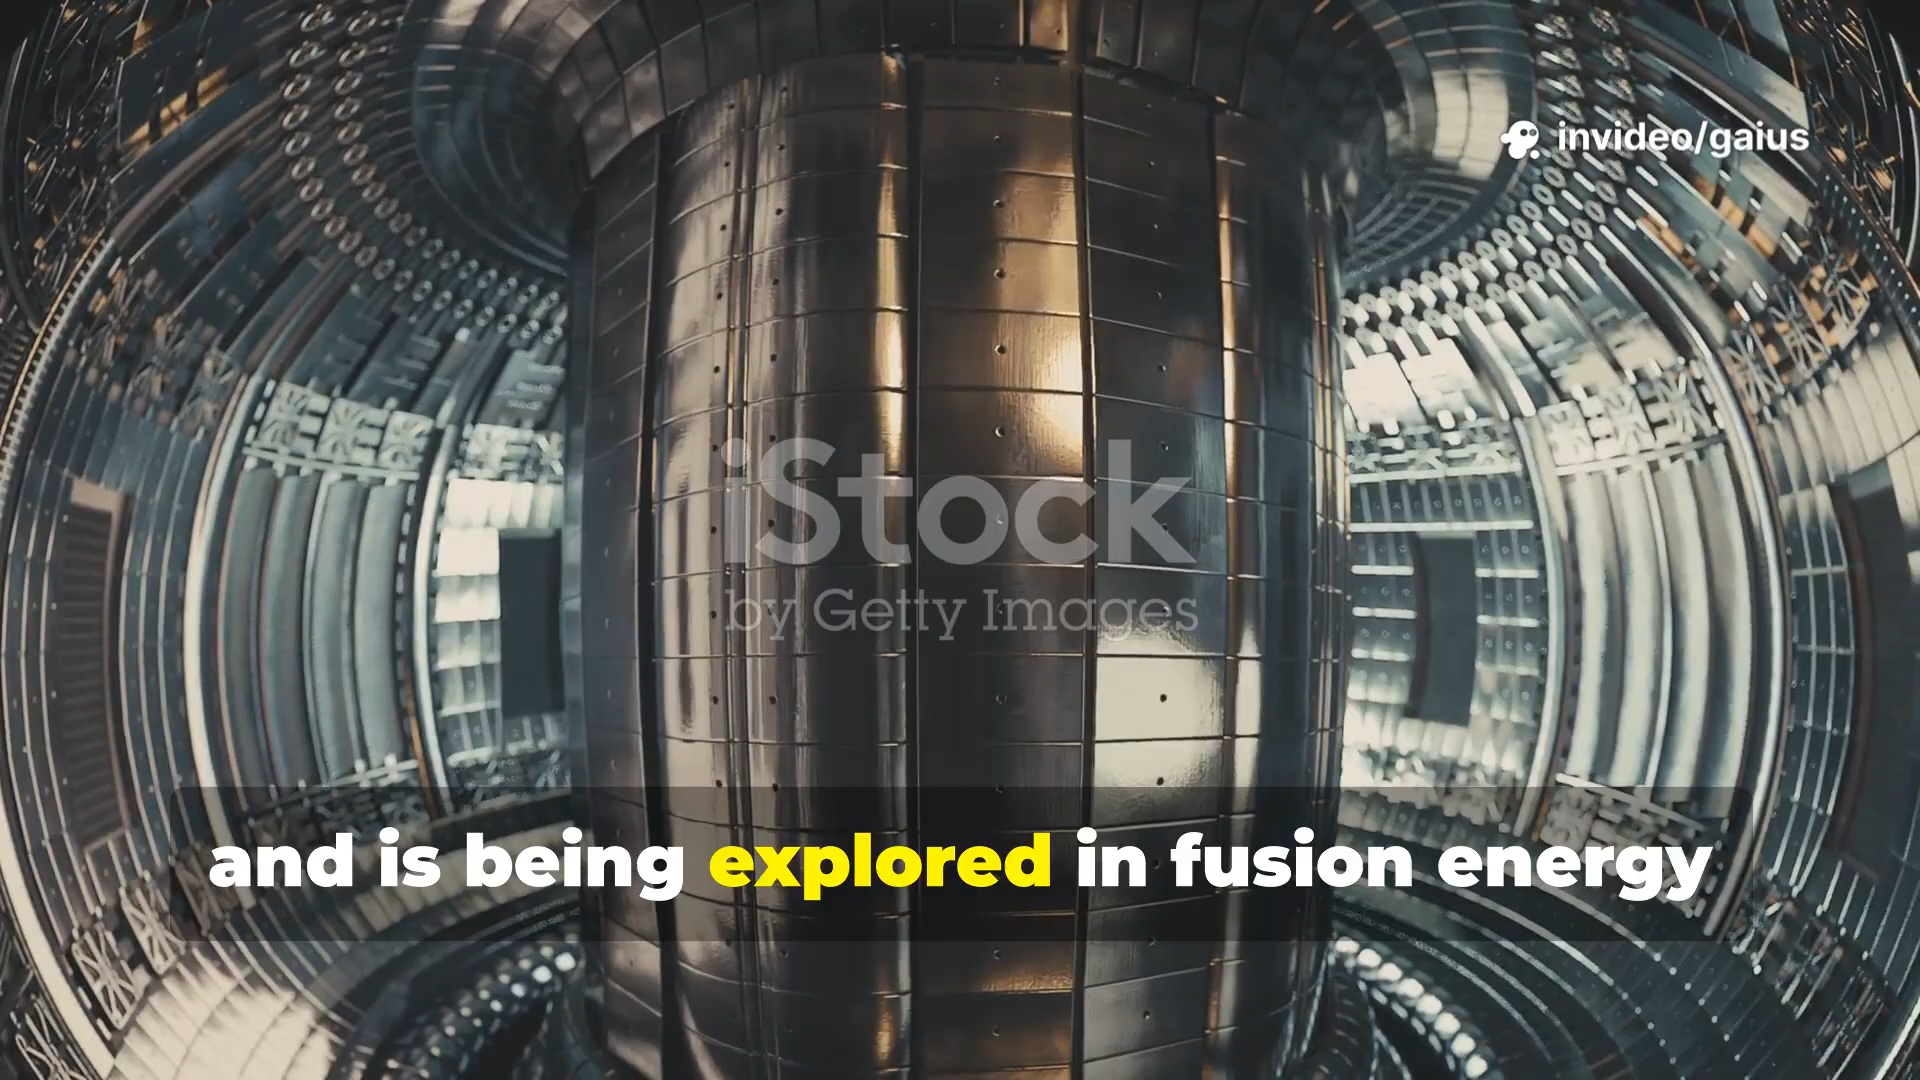 invideo/gaius
iStock
by Getty Images
and is being explored in fusion energy